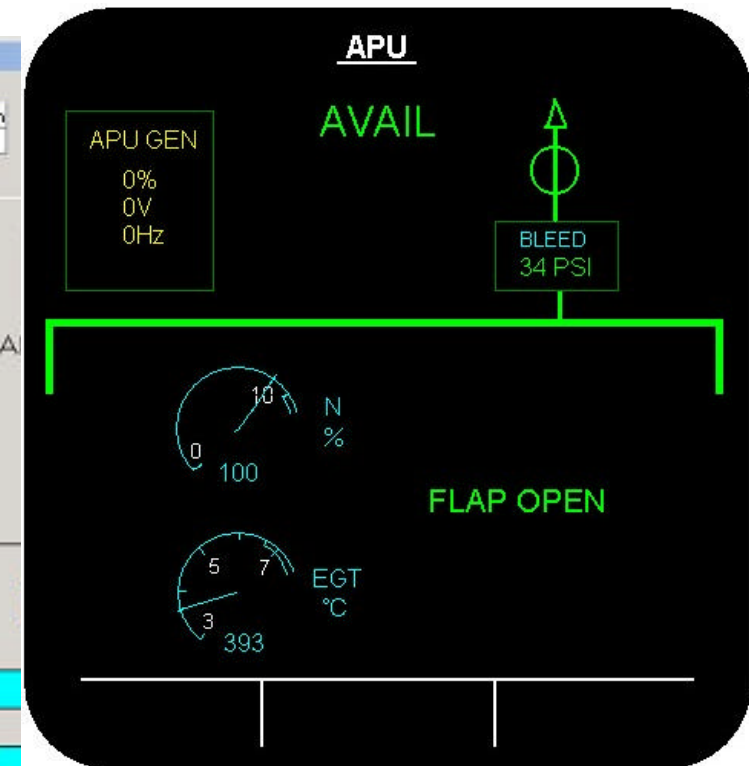 APU
AVAIL
APU GEN
0%
0V
0Hz
BLEED
34 PSI
10
0
100
N
%
FLAP OPEN
5
7
3
393
EGT
°C